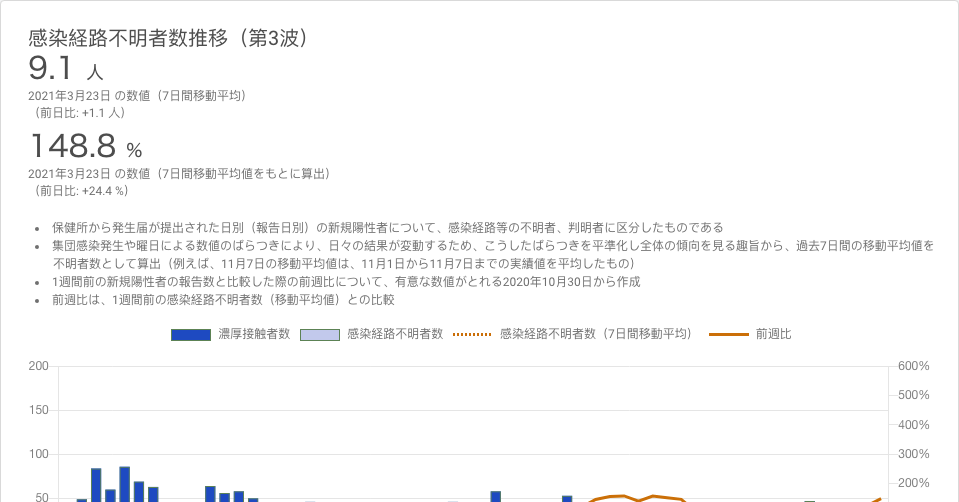 感染経路不明者数推移（第3波）
9.1 人
2021年3月23日 の数値（7日間移動平均）
（前日比: +1.1 人）
148.8 %
2021年3月23日 の数値（7日間移動平均値をもとに算出）
（前日比: +24.4 %）
• 保健所から発生届が提出された日別（報告日別）の新規陽性者について、感染経路等の不明者、判明者に区分したものである
• 集団感染発生や曜日による数値のばらつきにより、日々の結果が変動するため、こうしたばらつきを平準化し全体の傾向を見る趣旨から、過去7日間の移動平均値を
不明者数として算出（例えば、11月7日の移動平均値は、11月1日から11月7日までの実績値を平均したもの）
• 1週間前の新規陽性者の報告数と比較した際の前週比について、有意な数値がとれる2020年10月30日から作成
• 前週比は、1週間前の感染経路不明者数（移動平均値）との比較
濃厚接触者数 感染経路不明者数 感染経路不明者数（7日間移動平均） 前週比
200 600%
500%
150
400%
100 300%
200%
50